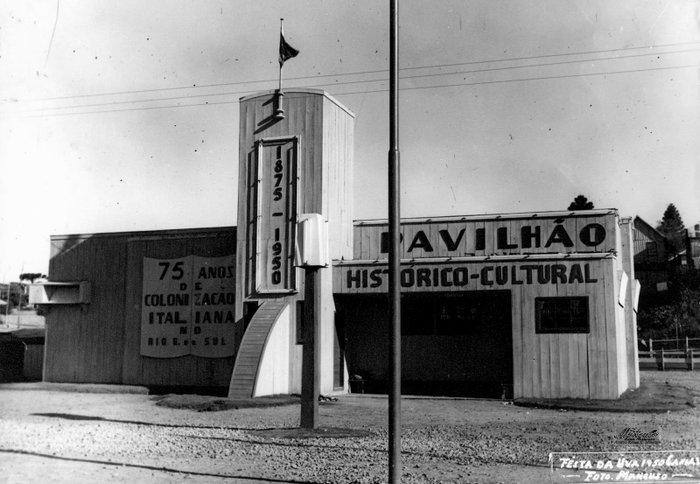 1875-1950
PAVILHÃO
HISTÓRICO-CULTURAL
75 ANOS
DE
COLONIZAÇÃO
ITALIANA
NO
RIO G. DO SUL
FESTA DA UVA 1950 CAXIAS
FOTO. MANCUSO